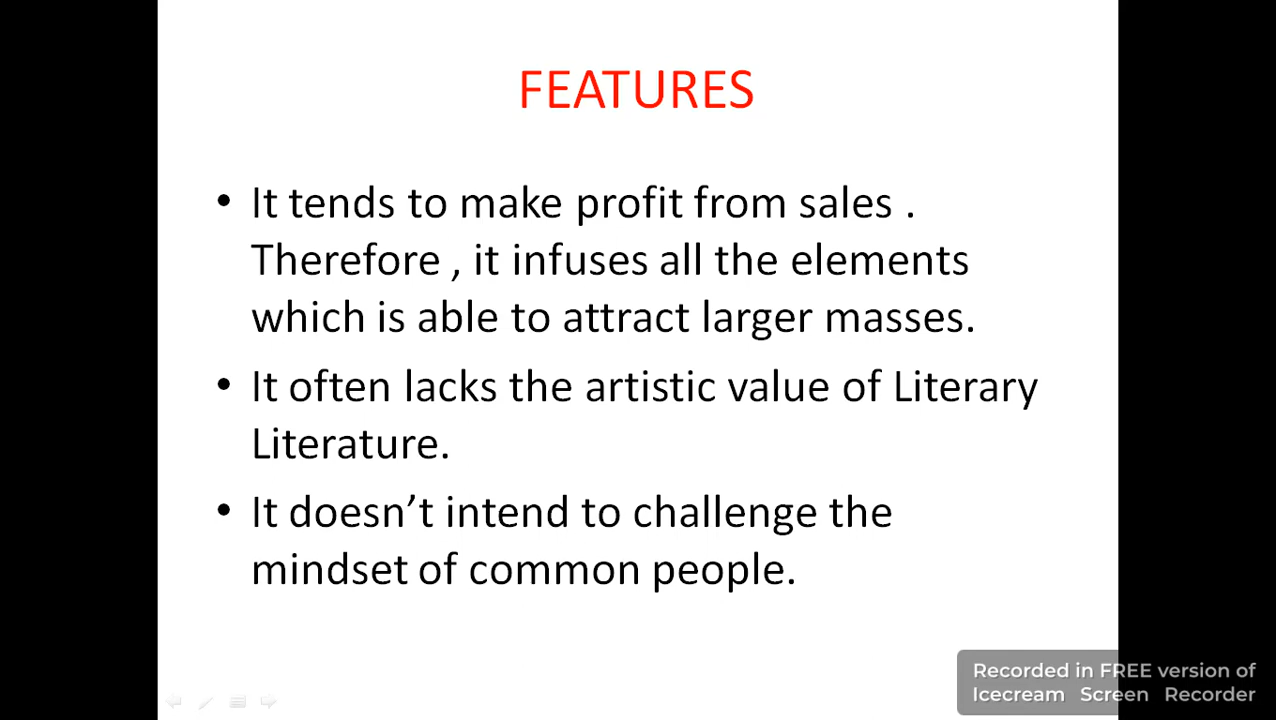 FEATURES
• It tends to make profit from sales .
Therefore , it infuses all the elements
which is able to attract larger masses.
• It often lacks the artistic value of Literary
Literature.
• It doesn’t intend to challenge the
mindset of common people.
Recorded in FREE version of
Icecream Screen Recorder